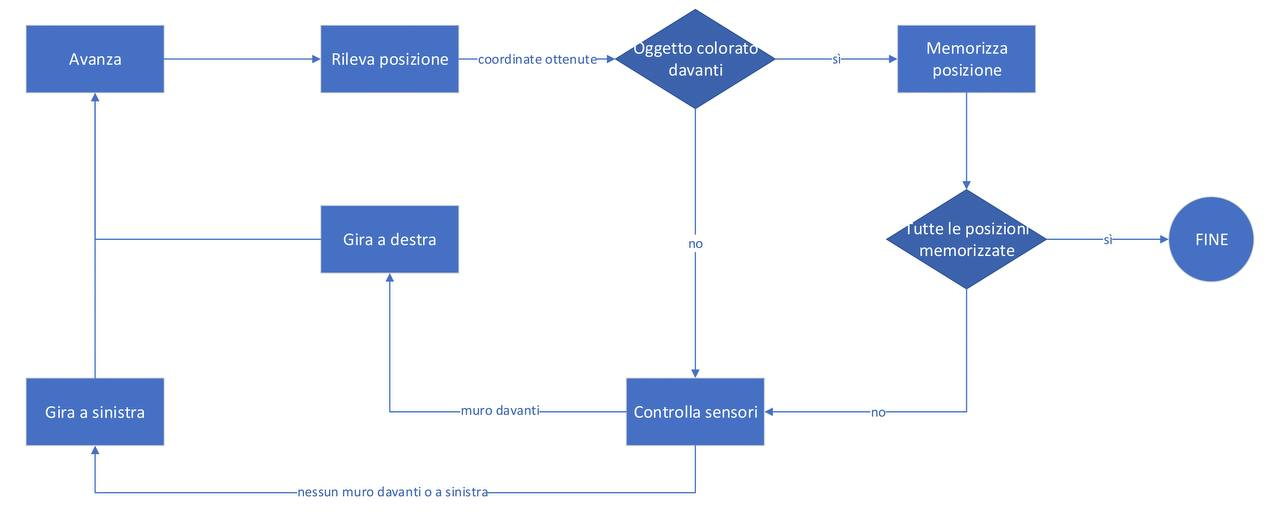 Avanza
Rileva posizione
coordinate ottenute
Oggetto colorato
davanti
sì
Memorizza
posizione
Gira a destra
no
Tutte le posizioni
memorizzate
sì
FINE
Gira a sinistra
muro davanti
Controlla sensori
no
nessun muro davanti o a sinistra